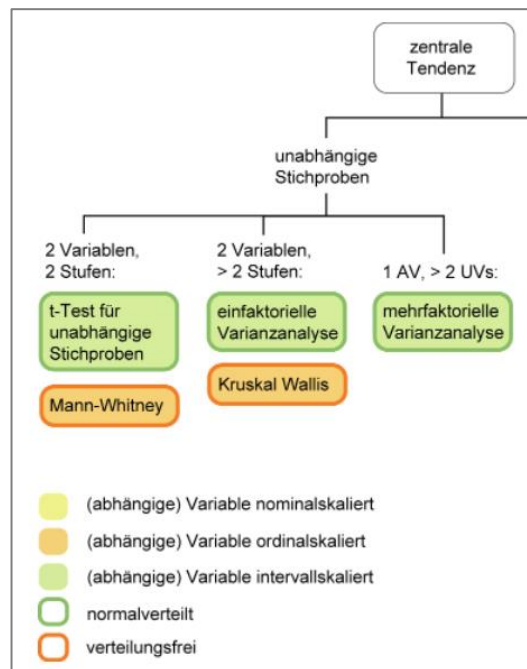 zentrale
Tendenz
unabhängige
Stichproben
2 Variablen,
2 Stufen:
2 Variablen,
> 2 Stufen:
1 AV, > 2 UVs:
t-Test für
unabhängige
Stichproben
einfaktorielle
Varianzanalyse
mehrfaktorielle
Varianzanalyse
Mann-Whitney
Kruskal Wallis
(abhängige) Variable nominalskaliert
(abhängige) Variable ordinalskaliert
(abhängige) Variable intervallskaliert
normalverteilt
verteilungsfrei